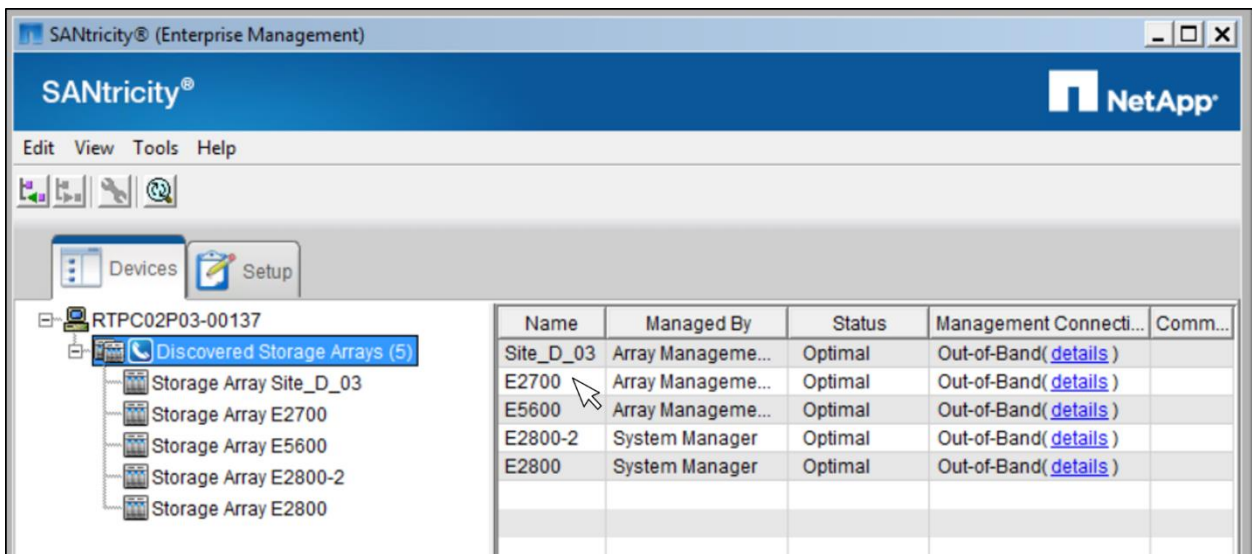 SANtricity® (Enterprise Management)
SANtricity®
NetApp®
Edit View Tools Help
Devices Setup
RTPC02P03-00137
Discovered Storage Arrays (5)
Storage Array Site_D_03
Storage Array E2700
Storage Array E5600
Storage Array E2800-2
Storage Array E2800
Name Managed By Status Management Connecti... Comm...
Site_D_03 Array Manageme... Optimal Out-of-Band( details )
E2700 Array Manageme... Optimal Out-of-Band( details )
E5600 Array Manageme... Optimal Out-of-Band( details )
E2800-2 System Manager Optimal Out-of-Band( details )
E2800 System Manager Optimal Out-of-Band( details )